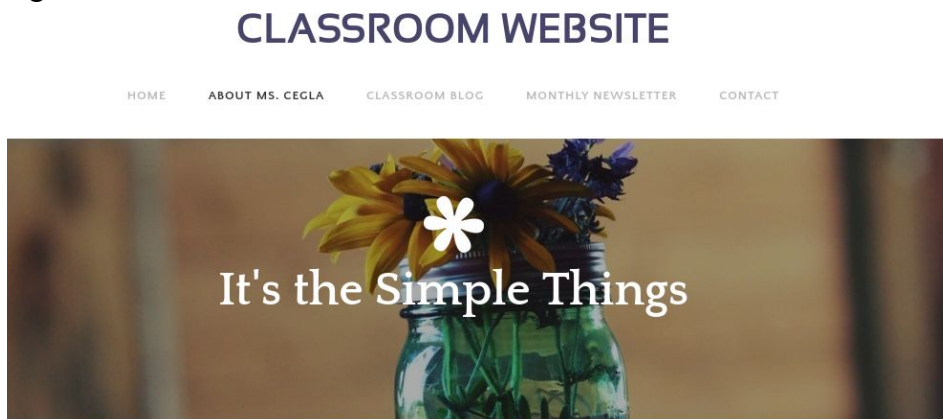 CLASSROOM WEBSITE
HOME ABOUT MS. CEGLA CLASSROOM BLOG MONTHLY NEWSLETTER CONTACT
*
It's the Simple Things